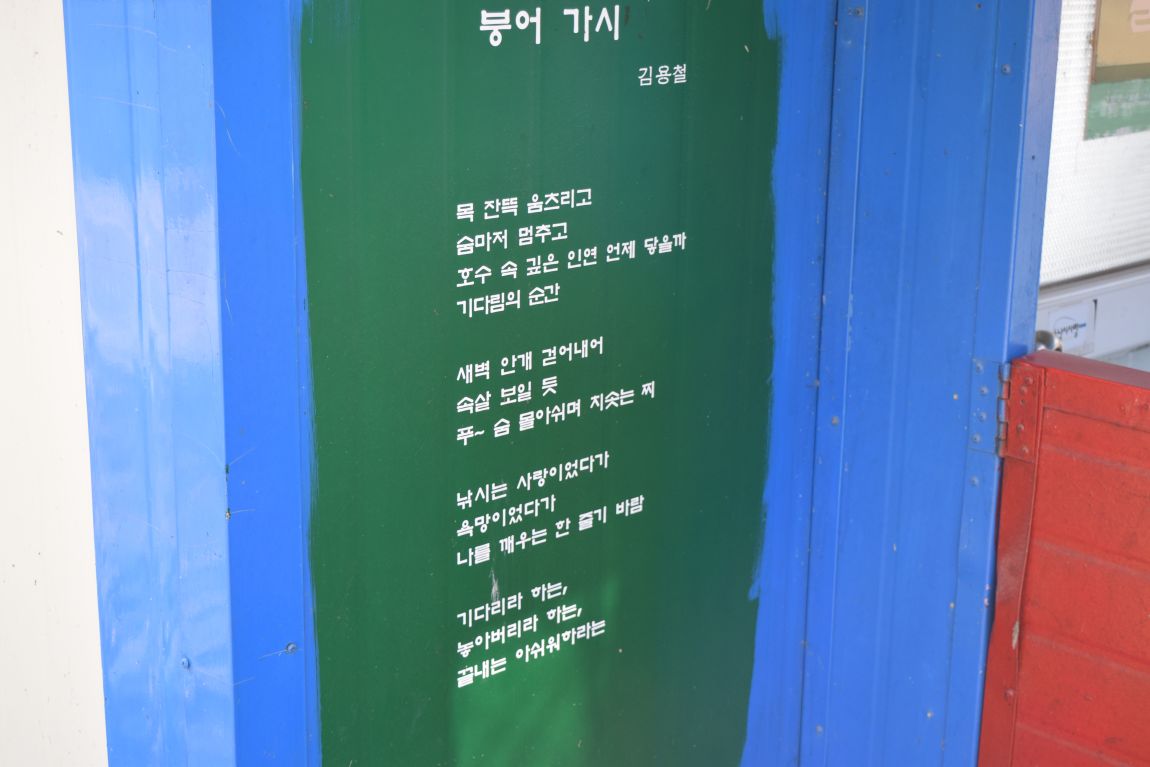 붕어 가시
김용철
목 잔뜩 움츠리고
숨마저 멈추고
호수 속 깊은 인연 언제 닿을까
기다림의 순간
새벽 안개 걷어내어
속살 보일 듯
푸~ 숨 몰아쉬며 치솟는 찌
낚시는 사랑이었다가
욕망이었다가
나를 깨우는 한 줄기 바람
기다리라 하는,
놓아버리라 하는,
끝내는 아쉬워하라는